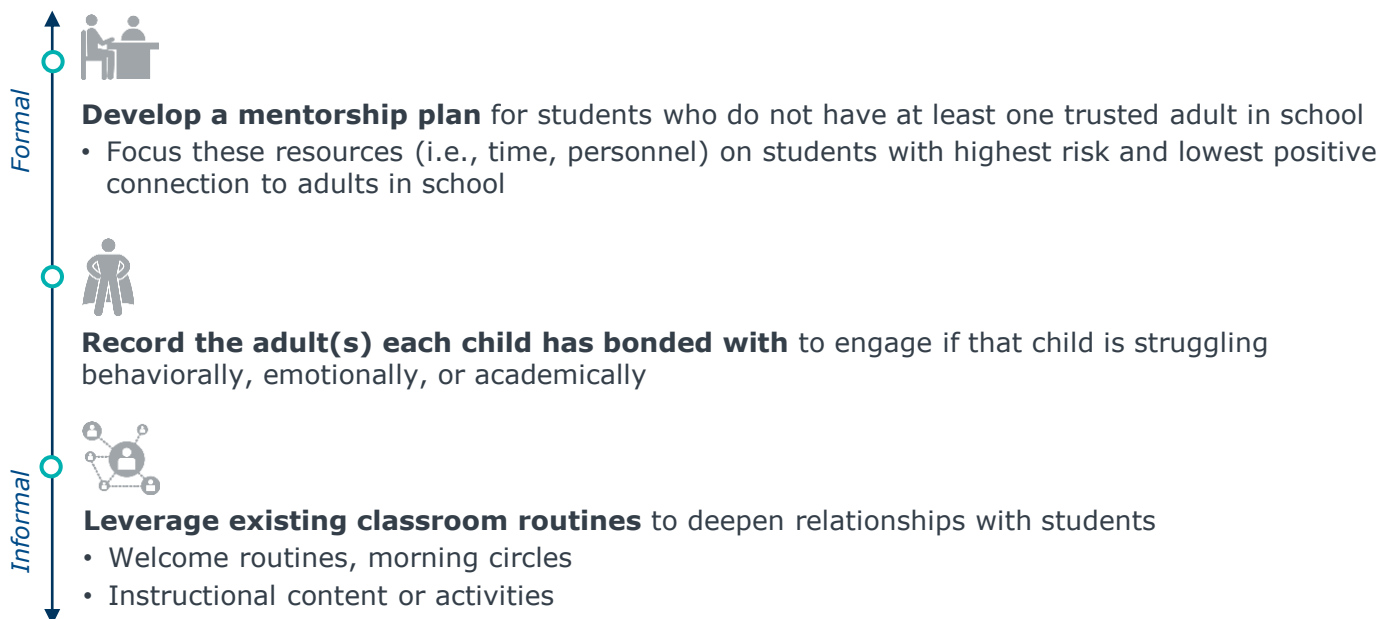 Formal
Develop a mentorship plan for students who do not have at least one trusted adult in school
• Focus these resources (i.e., time, personnel) on students with highest risk and lowest positive
connection to adults in school
Record the adult(s) each child has bonded with to engage if that child is struggling
behaviorally, emotionally, or academically
Informal
Leverage existing classroom routines to deepen relationships with students
• Welcome routines, morning circles
• Instructional content or activities